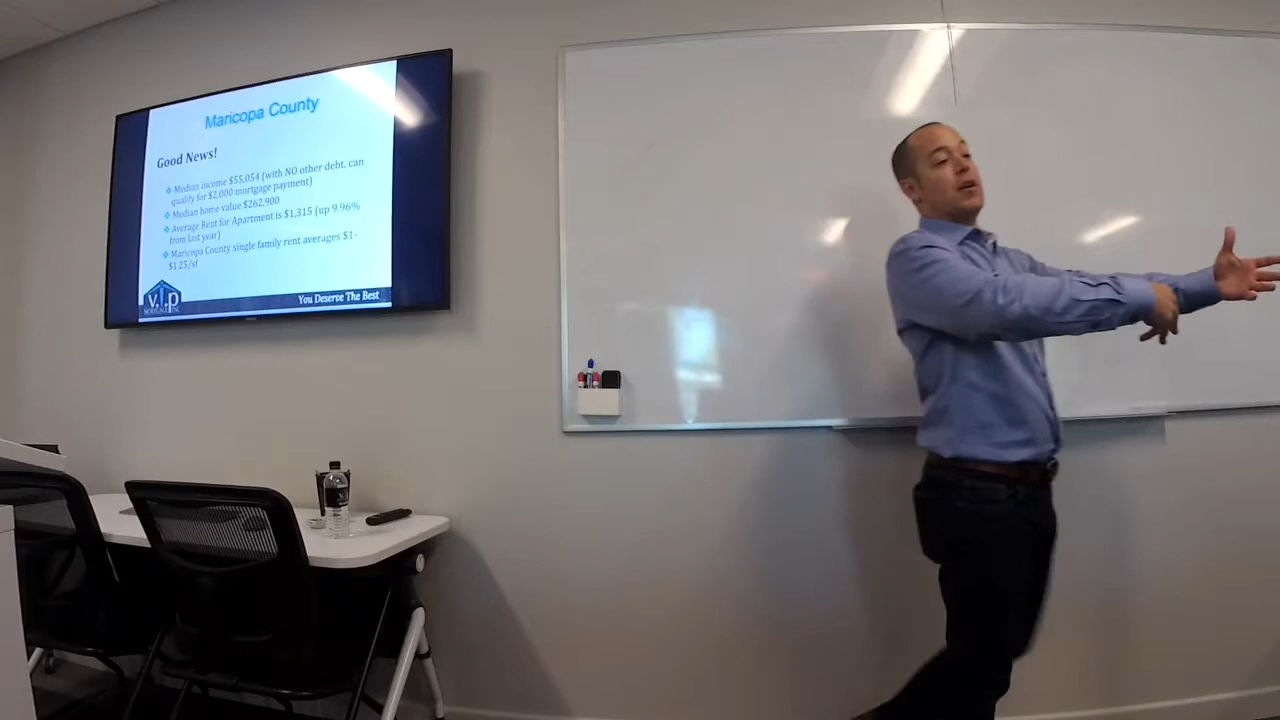 Maricopa County
Good News!
❖ Median income $55,054 (with NO other debt, can
qualify for $2,000 mortgage payment)
❖ Median home value $262,900
❖ Average Rent for Apartment is $1,315 (up 9.96%
from last year)
❖ Maricopa County single family rent averages $1-
$1.25/sf
v.i.p
MORTGAGE INC.
You Deserve The Best